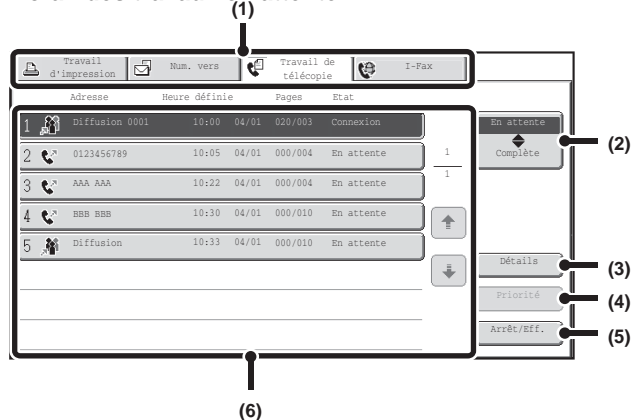 (1)
Travail d'impression
Num. vers
Travail de télécopie
I-Fax
Adresse Heure définie Pages Etat
1 Diffusion 0001 10:00 04/01 020/003 Connexion
2 0123456789 10:05 04/01 000/004 En attente
3 AAA AAA 10:22 04/01 000/004 En attente
4 BBB BBB 10:30 04/01 000/010 En attente
5 Diffusion 10:33 04/01 000/010 En attente
1
1
En attente
Complète
(2)
Détails
(3)
Priorité
(4)
Arrêt/Eff.
(5)
(6)